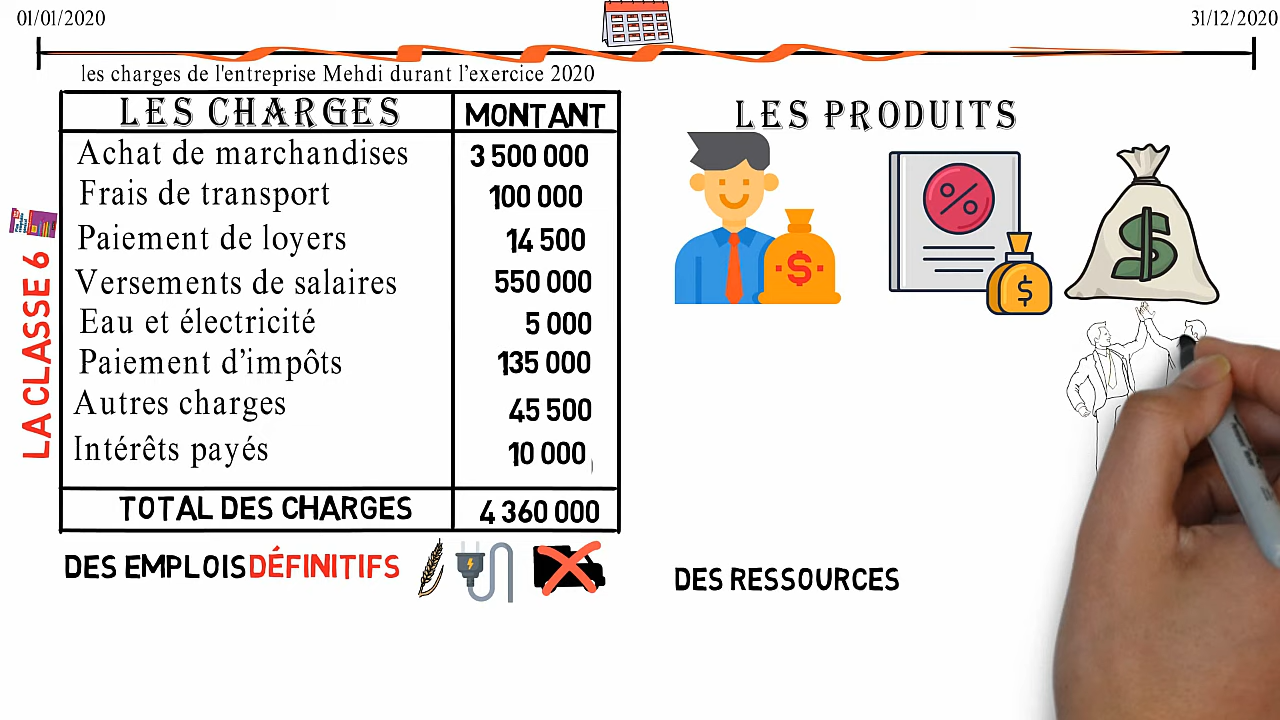 01/01/2020
31/12/2020
les charges de l'entreprise Mehdi durant l'exercice 2020
LES CHARGES MONTANT
Achat de marchandises 3 500 000
Frais de transport 100 000
Paiement de loyers 14 500
Versements de salaires 550 000
Eau et électricité 5 000
Paiement d'impôts 135 000
Autres charges 45 500
Intérêts payés 10 000
TOTAL DES CHARGES 4 360 000
LA CLASSE 6
DES EMPLOIS DÉFINITIFS
LES PRODUITS
%
$
$
$
DES RESSOURCES